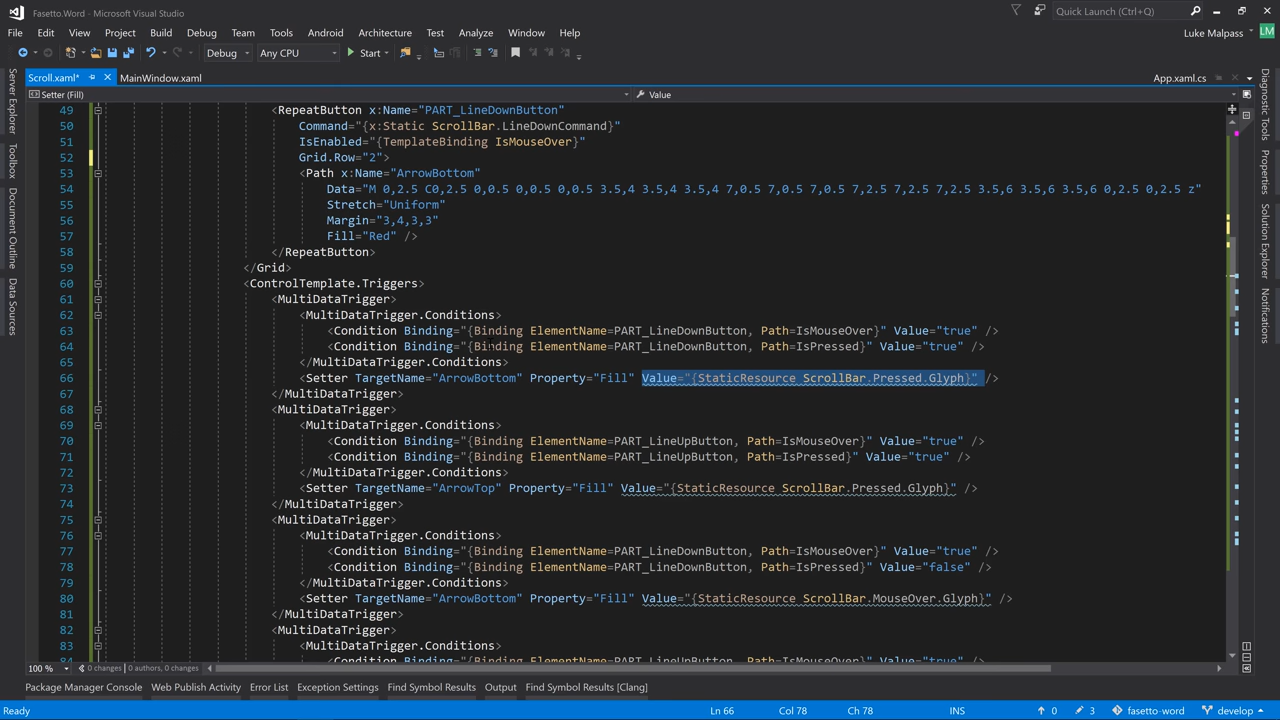 Fasetto.Word - Microsoft Visual Studio
Quick Launch (Ctrl+Q)
File Edit View Project Build Debug Team Tools Android Architecture Test Analyze Window Help
Luke Malpass
LM
Debug Any CPU Start
Scroll.xaml* MainWindow.xaml App.xaml.cs
Setter (Fill) Value
49 <RepeatButton x:Name="PART_LineDownButton"
50 Command="{x:Static ScrollBar.LineDownCommand}"
51 IsEnabled="{TemplateBinding IsMouseOver}"
52 Grid.Row="2">
53 <Path x:Name="ArrowBottom"
54 Data="M 0,2.5 C0,2.5 0,0.5 0,0.5 0,0.5 3.5,4 3.5,4 3.5,4 7,0.5 7,0.5 7,0.5 7,2.5 7,2.5 7,2.5 3.5,6 3.5,6 3.5,6 0,2.5 0,2.5 z"
55 Stretch="Uniform"
56 Margin="3,4,3,3"
57 Fill="Red" />
58 </RepeatButton>
59 </Grid>
60 <ControlTemplate.Triggers>
61 <MultiDataTrigger>
62 <MultiDataTrigger.Conditions>
63 <Condition Binding="{Binding ElementName=PART_LineDownButton, Path=IsMouseOver}" Value="true" />
64 <Condition Binding="{Binding ElementName=PART_LineDownButton, Path=IsPressed}" Value="true" />
65 </MultiDataTrigger.Conditions>
66 <Setter TargetName="ArrowBottom" Property="Fill" Value="{StaticResource ScrollBar.Pressed.Glyph}" />
67 </MultiDataTrigger>
68 <MultiDataTrigger>
69 <MultiDataTrigger.Conditions>
70 <Condition Binding="{Binding ElementName=PART_LineUpButton, Path=IsMouseOver}" Value="true" />
71 <Condition Binding="{Binding ElementName=PART_LineUpButton, Path=IsPressed}" Value="true" />
72 </MultiDataTrigger.Conditions>
73 <Setter TargetName="ArrowTop" Property="Fill" Value="{StaticResource ScrollBar.Pressed.Glyph}" />
74 </MultiDataTrigger>
75 <MultiDataTrigger>
76 <MultiDataTrigger.Conditions>
77 <Condition Binding="{Binding ElementName=PART_LineDownButton, Path=IsMouseOver}" Value="true" />
78 <Condition Binding="{Binding ElementName=PART_LineDownButton, Path=IsPressed}" Value="false" />
79 </MultiDataTrigger.Conditions>
80 <Setter TargetName="ArrowBottom" Property="Fill" Value="{StaticResource ScrollBar.MouseOver.Glyph}" />
81 </MultiDataTrigger>
82 <MultiDataTrigger>
83 <MultiDataTrigger.Conditions>
84 <Condition Binding="{Binding ElementName=PART_LineUpButton, Path=IsMouseOver}" Value="true" />
Server Explorer
Toolbox
Document Outline
Data Sources
Diagnostic Tools
Properties
Solution Explorer
Notifications
100 % 0 changes | 0 authors, 0 changes
Package Manager Console Web Publish Activity Error List Exception Settings Find Symbol Results Output Find Symbol Results [Clang]
Ready Ln 66 Col 78 Ch 78 INS 0 3 fasetto-word develop